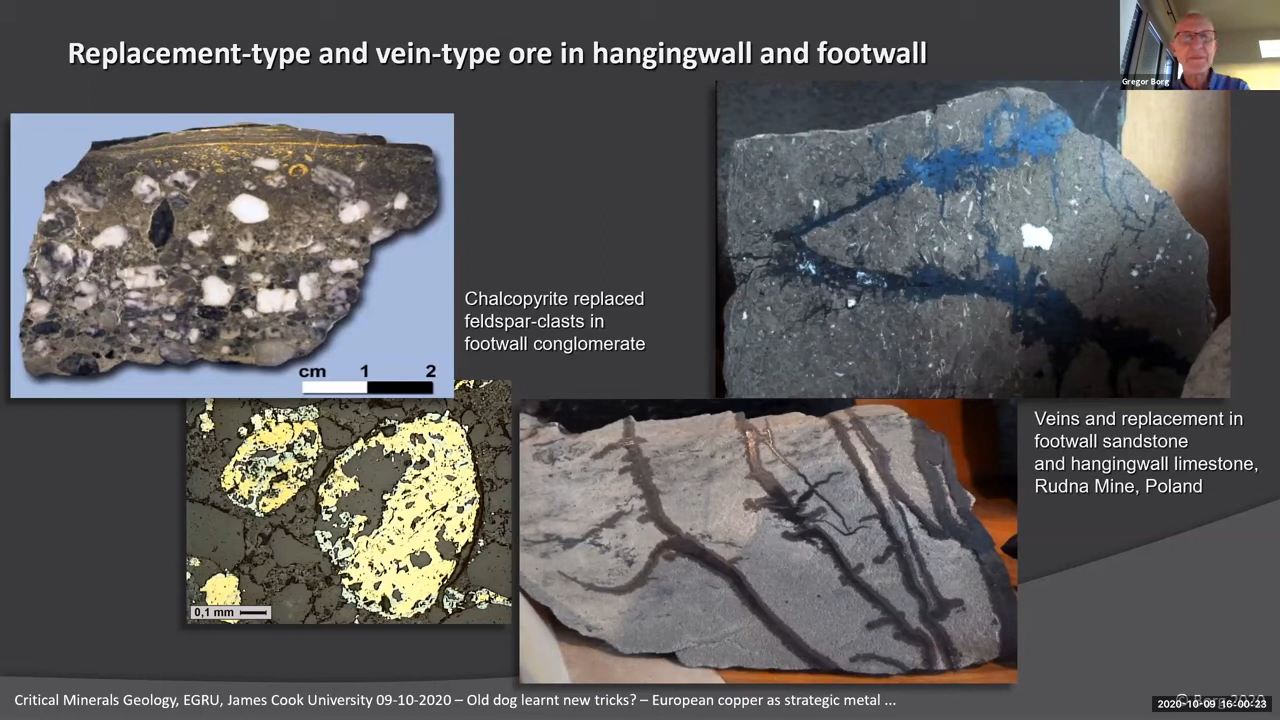 Replacement-type and vein-type ore in hangingwall and footwall
Gregor Borg
Chalcopyrite replaced
feldspar-clasts in
footwall conglomerate
cm 1 2
0,1 mm
Veins and replacement in
footwall sandstone
and hangingwall limestone,
Rudna Mine, Poland
Critical Minerals Geology, EGRU, James Cook University 09-10-2020 – Old dog learnt new tricks? – European copper as strategic metal ...
© Borg 2020
2020-10-09 16:00:23